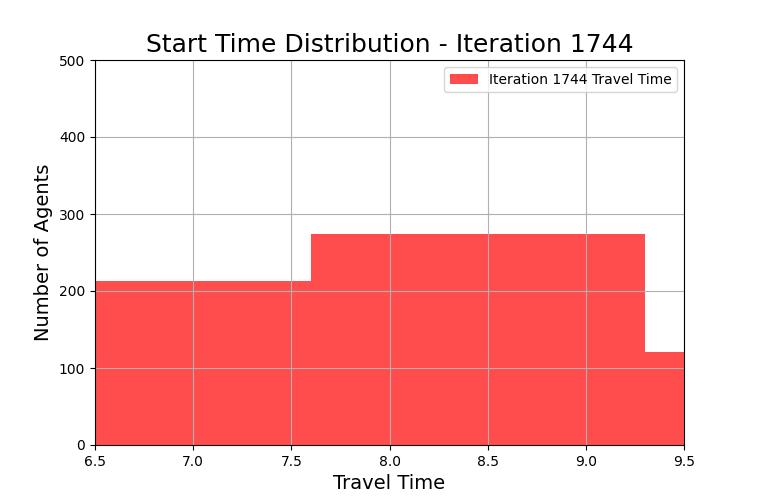 Start Time Distribution - Iteration 1744
Iteration 1744 Travel Time
Number of Agents
500
400
300
200
100
0
6.5 7.0 7.5 8.0 8.5 9.0 9.5
Travel Time